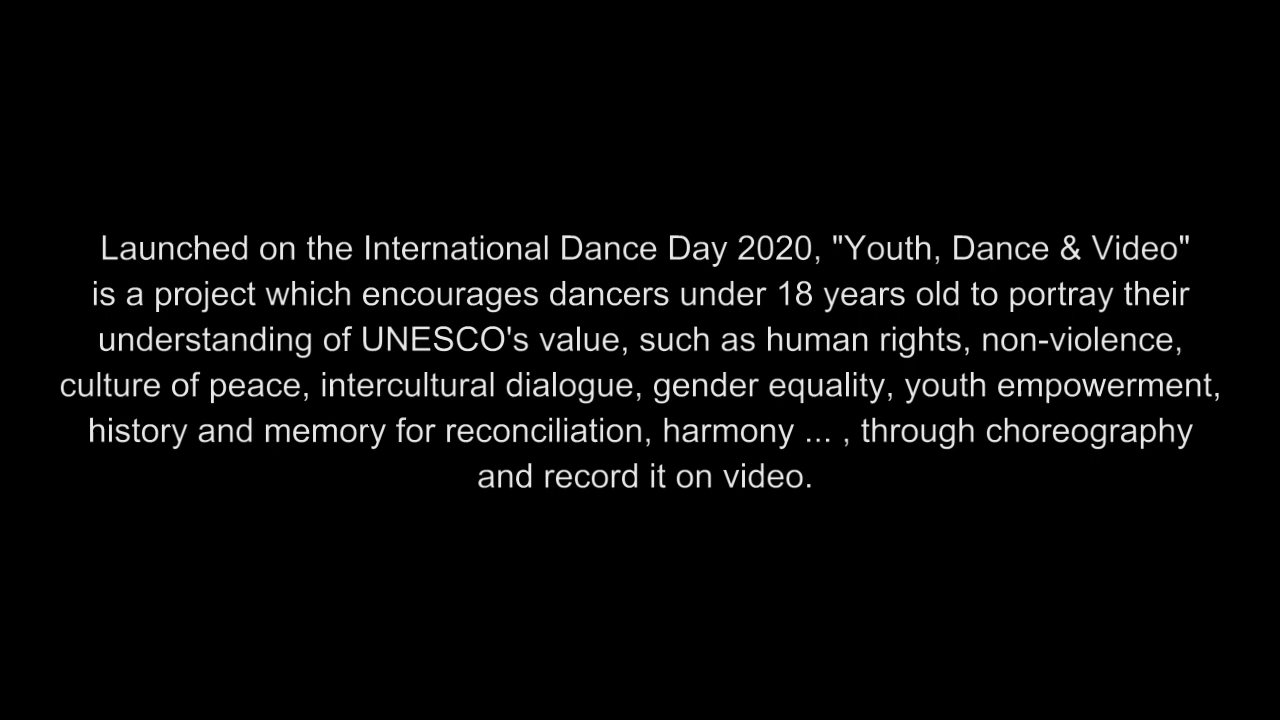 Launched on the International Dance Day 2020, "Youth, Dance & Video"
is a project which encourages dancers under 18 years old to portray their
understanding of UNESCO's value, such as human rights, non-violence,
culture of peace, intercultural dialogue, gender equality, youth empowerment,
history and memory for reconciliation, harmony ... , through choreography
and record it on video.